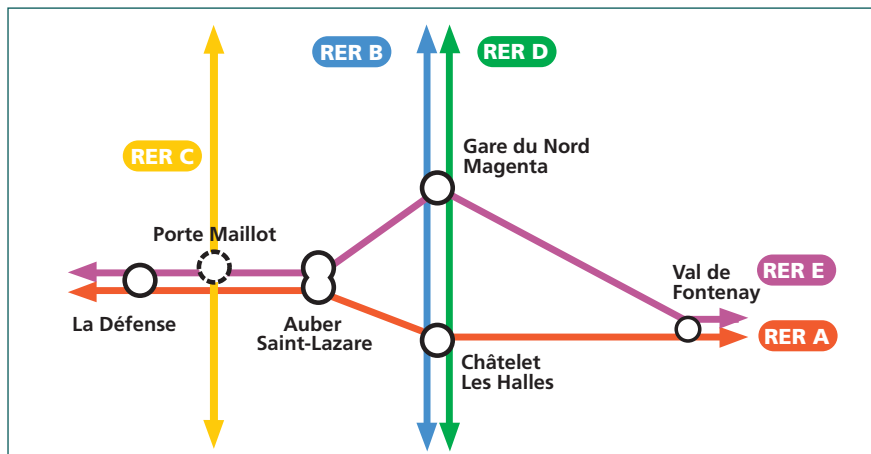 RER B
RER D
RER C
Gare du Nord
Magenta
Porte Maillot
La Défense
Auber
Saint-Lazare
Val de
Fontenay
RER E
RER A
Châtelet
Les Halles